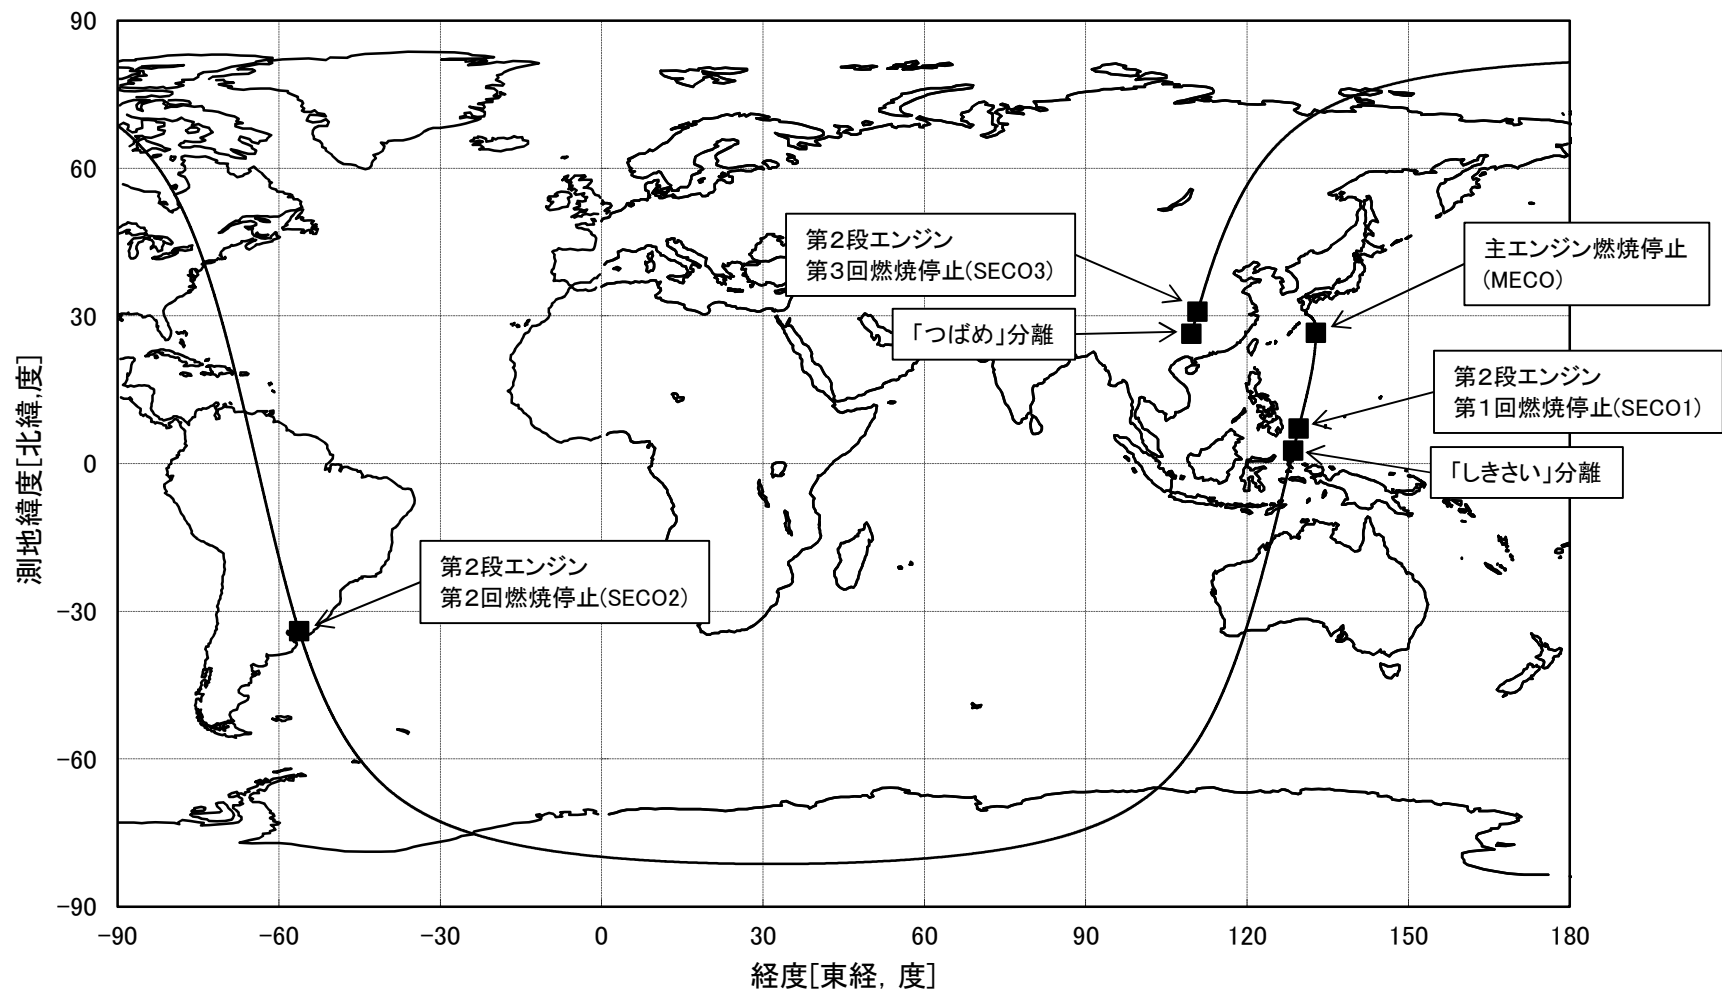 90
60
30
0
−30
−60
−90
測地緯度[北緯,度]
第２段エンジン
第３回燃焼停止(SECO3)
「つばめ」分離
主エンジン燃焼停止
(MECO)
第２段エンジン
第１回燃焼停止(SECO1)
「しきさい」分離
第２段エンジン
第２回燃焼停止(SECO2)
−90 −60 −30 0 30 60 90 120 150 180
経度[東経, 度]